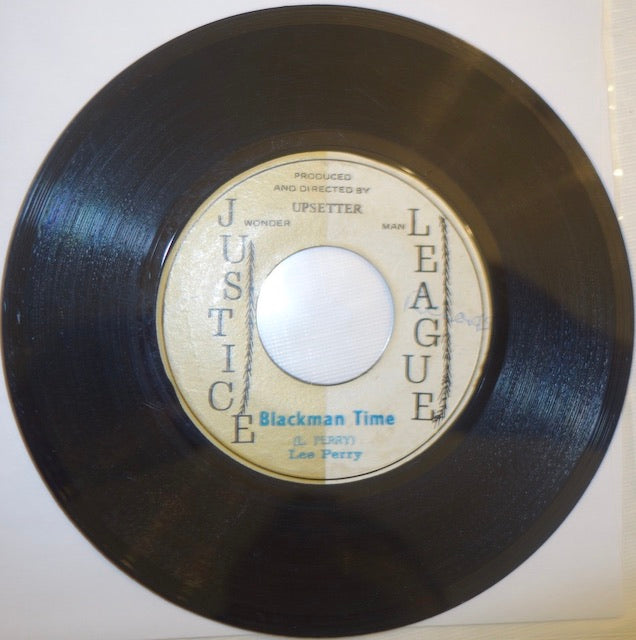 PRODUCED
AND DIRECTED BY
UPSETTER
WONDER MAN
JUSTICE
LEAGUE
Blackman Time
(L. PERRY)
Lee Perry